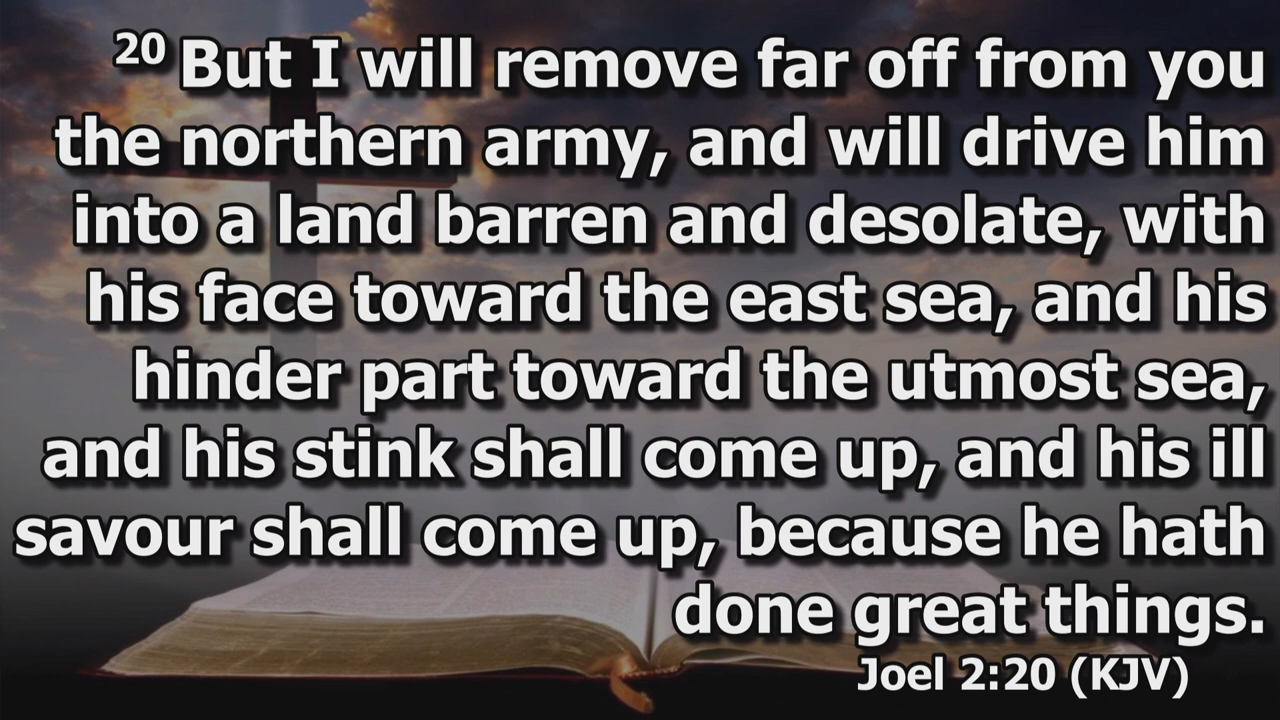 20 But I will remove far off from you
the northern army, and will drive him
into a land barren and desolate, with
his face toward the east sea, and his
hinder part toward the utmost sea,
and his stink shall come up, and his ill
savour shall come up, because he hath
done great things.
Joel 2:20 (KJV)